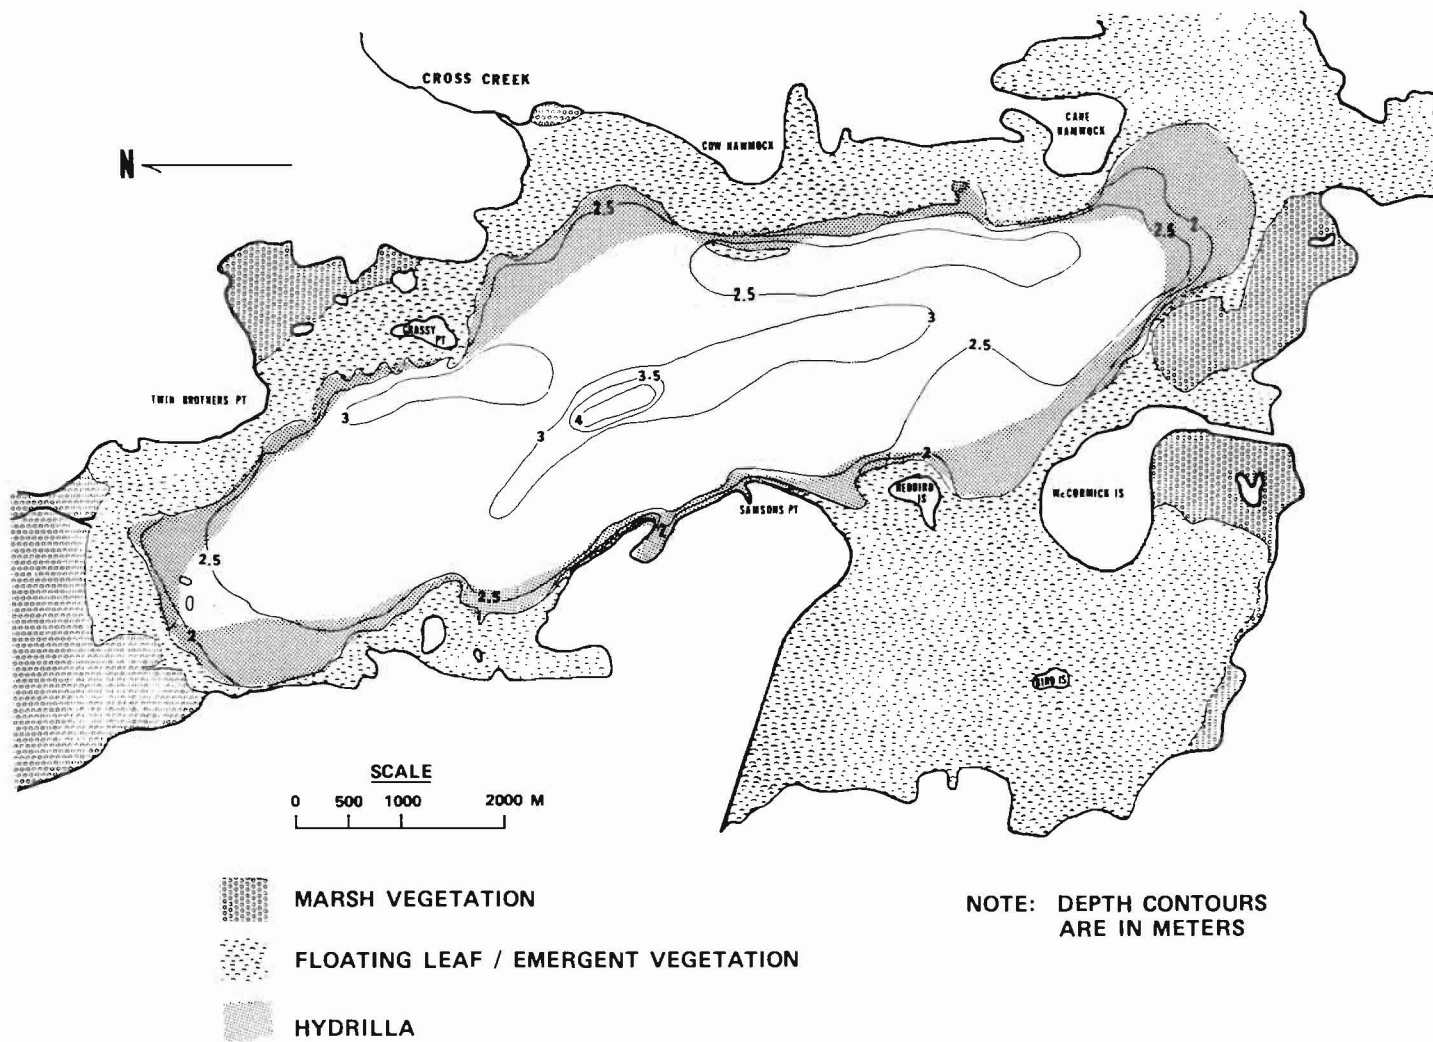 CROSS CREEK
CANE
HAMMOCK
COW HAMMOCK
N
2.5
2
2.5
2.5
GRASSY
PT
3
2.5
3.5
TWIN BROTHERS PT
3
4
3
2
REDBIRD
IS
McCORMICK IS
SAMSONS PT
2
2.5
2.5
2
BIRD IS
SCALE
0 500 1000 2000 M
MARSH VEGETATION
NOTE: DEPTH CONTOURS
ARE IN METERS
FLOATING LEAF / EMERGENT VEGETATION
HYDRILLA